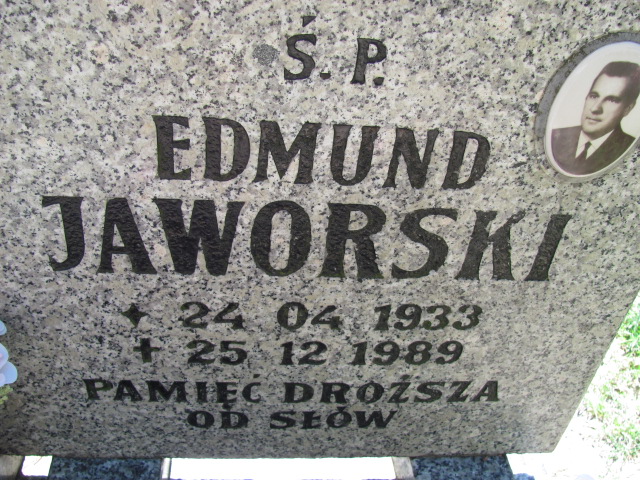 Ś. P.
EDMUND
JAWORSKI
24 04 1933
25 12 1989
PAMIĘĆ DROŻSZA
OD SŁÓW